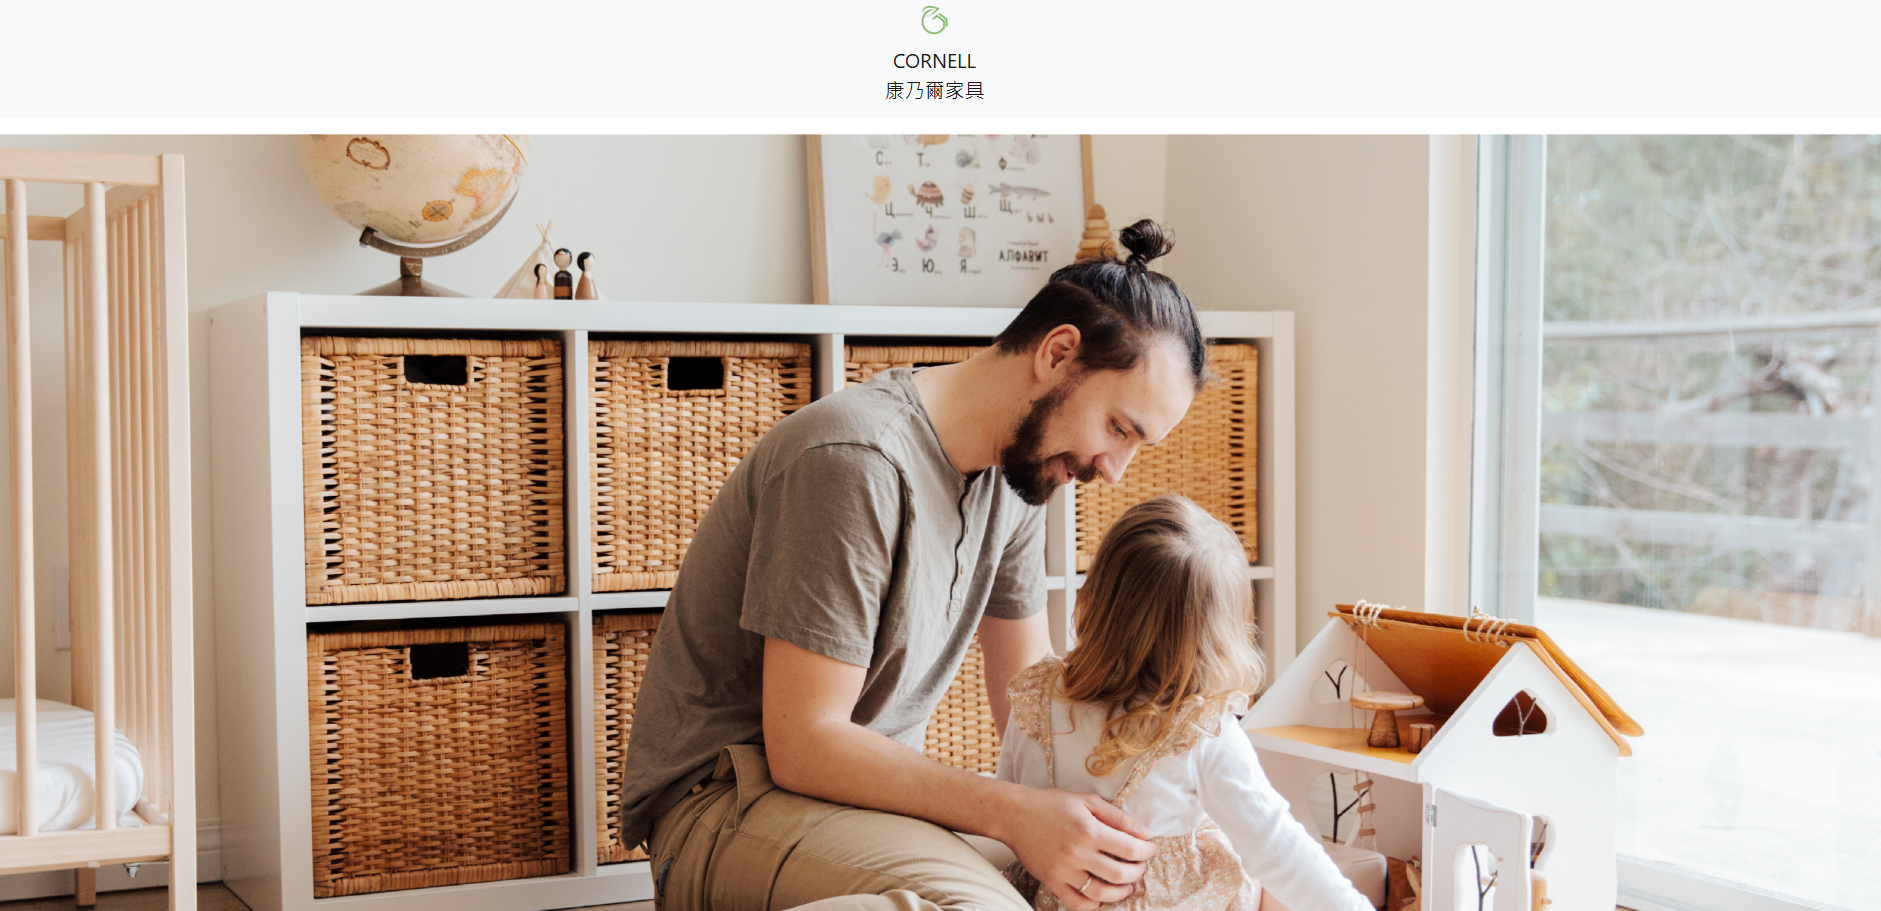 CORNELL
康乃爾家具
С Т Ф
Ц Ч Ш Щ Ъ Ы Ь
Э Ю Я
АЛФАВИТ